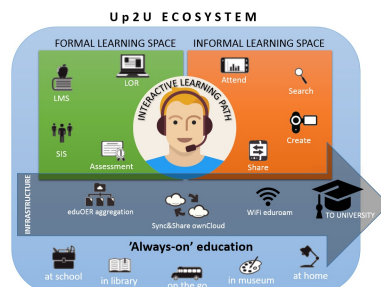 Up2U ECOSYSTEM
FORMAL LEARNING SPACE
INFORMAL LEARNING SPACE
INTERACTIVE LEARNING PATH
LMS
LOR
Attend
Search
SIS
Assessment
Share
Create
INFRASTRUCTURE
eduOER aggregation
Sync&Share ownCloud
WiFi eduroam
TO UNIVERSITY
'Always-on' education
at school
in library
on the go
in museum
at home